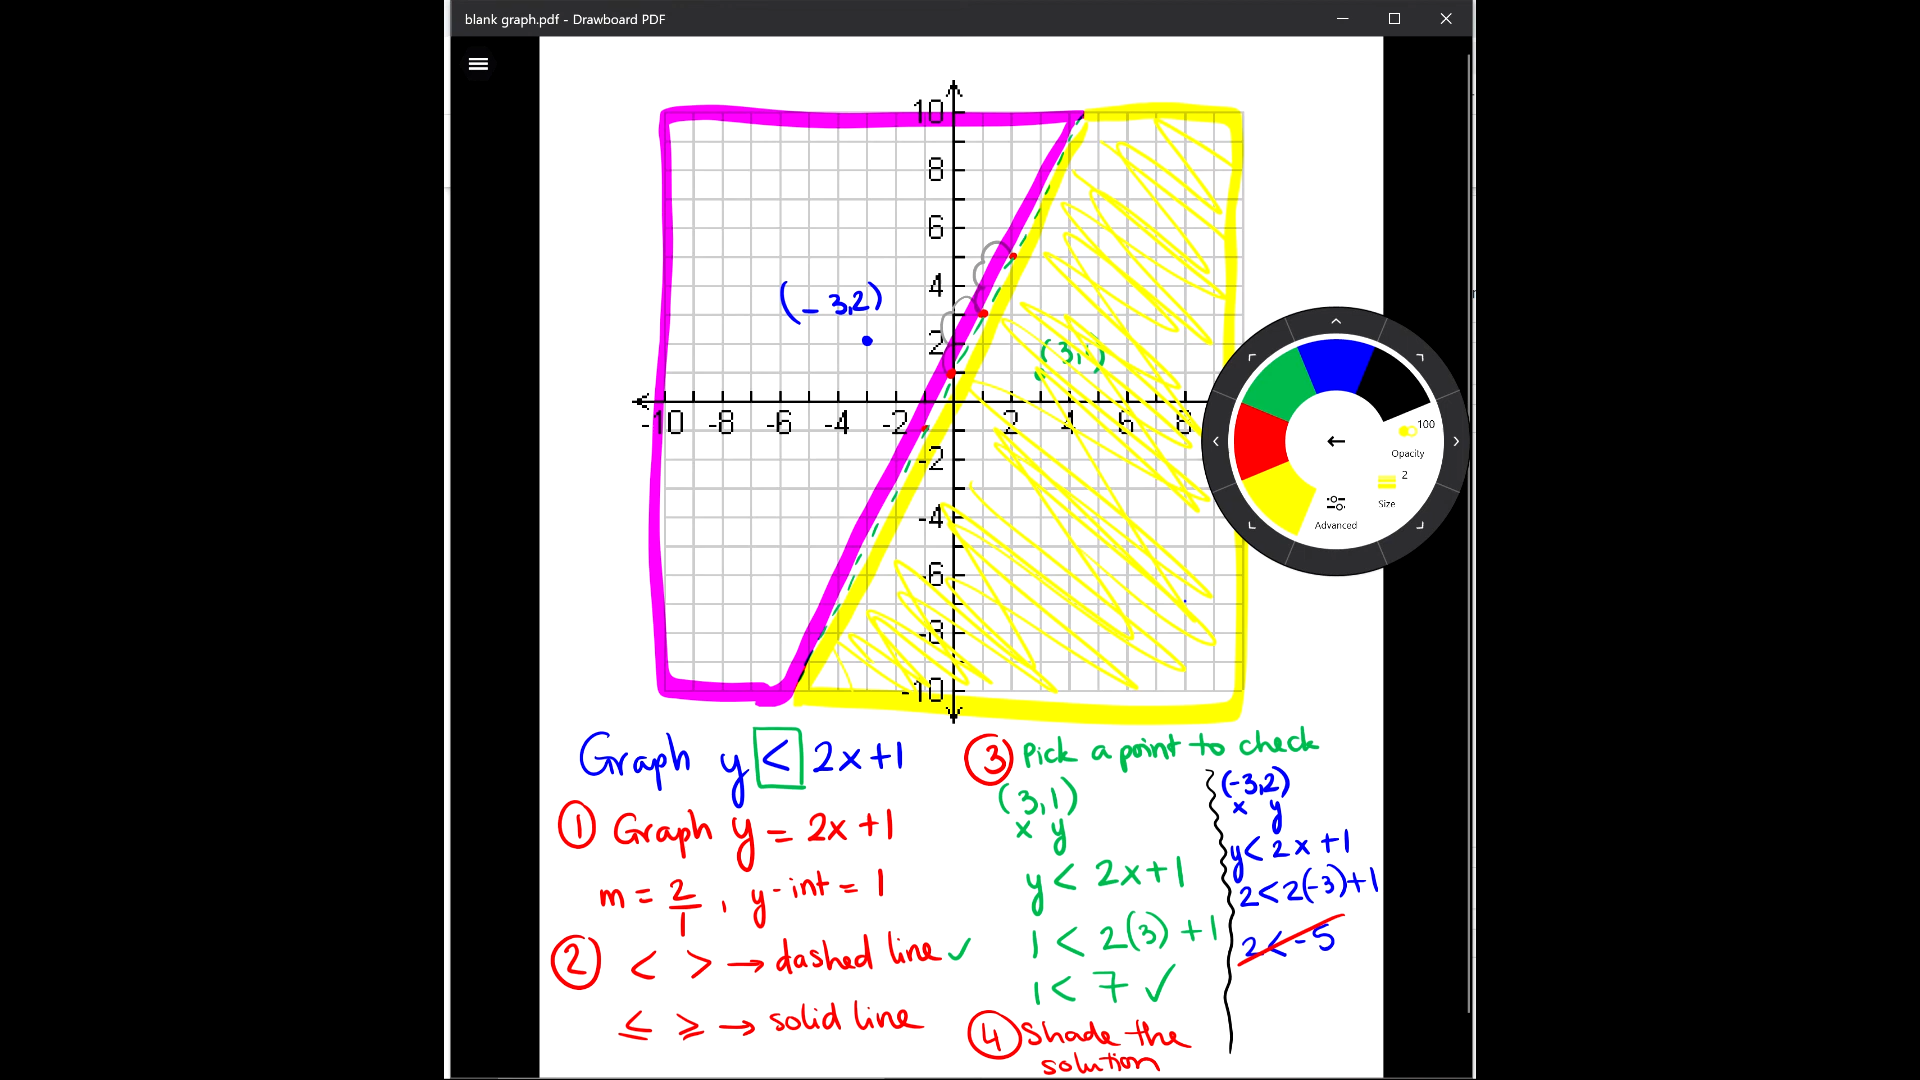 blank graph.pdf - Drawboard PDF
10
8
6
4
2
-10 -8 -6 -4 -2 2 4 6 8
-2
-4
-6
-8
-10
(-3,2)
(3,1)
100
Opacity
2
Size
Advanced
Graph y < 2x+1
① Graph y = 2x+1
m = 2/1 , y-int = 1
② < > → dashed line ✓
≤ ≥ → solid line
③ Pick a point to check
(3,1)
x y
y < 2x+1
1 < 2(3)+1
1 < 7 ✓
④ Shade the
solution
(-3,2)
x y
y < 2x+1
2 < 2(-3)+1
2 < -5